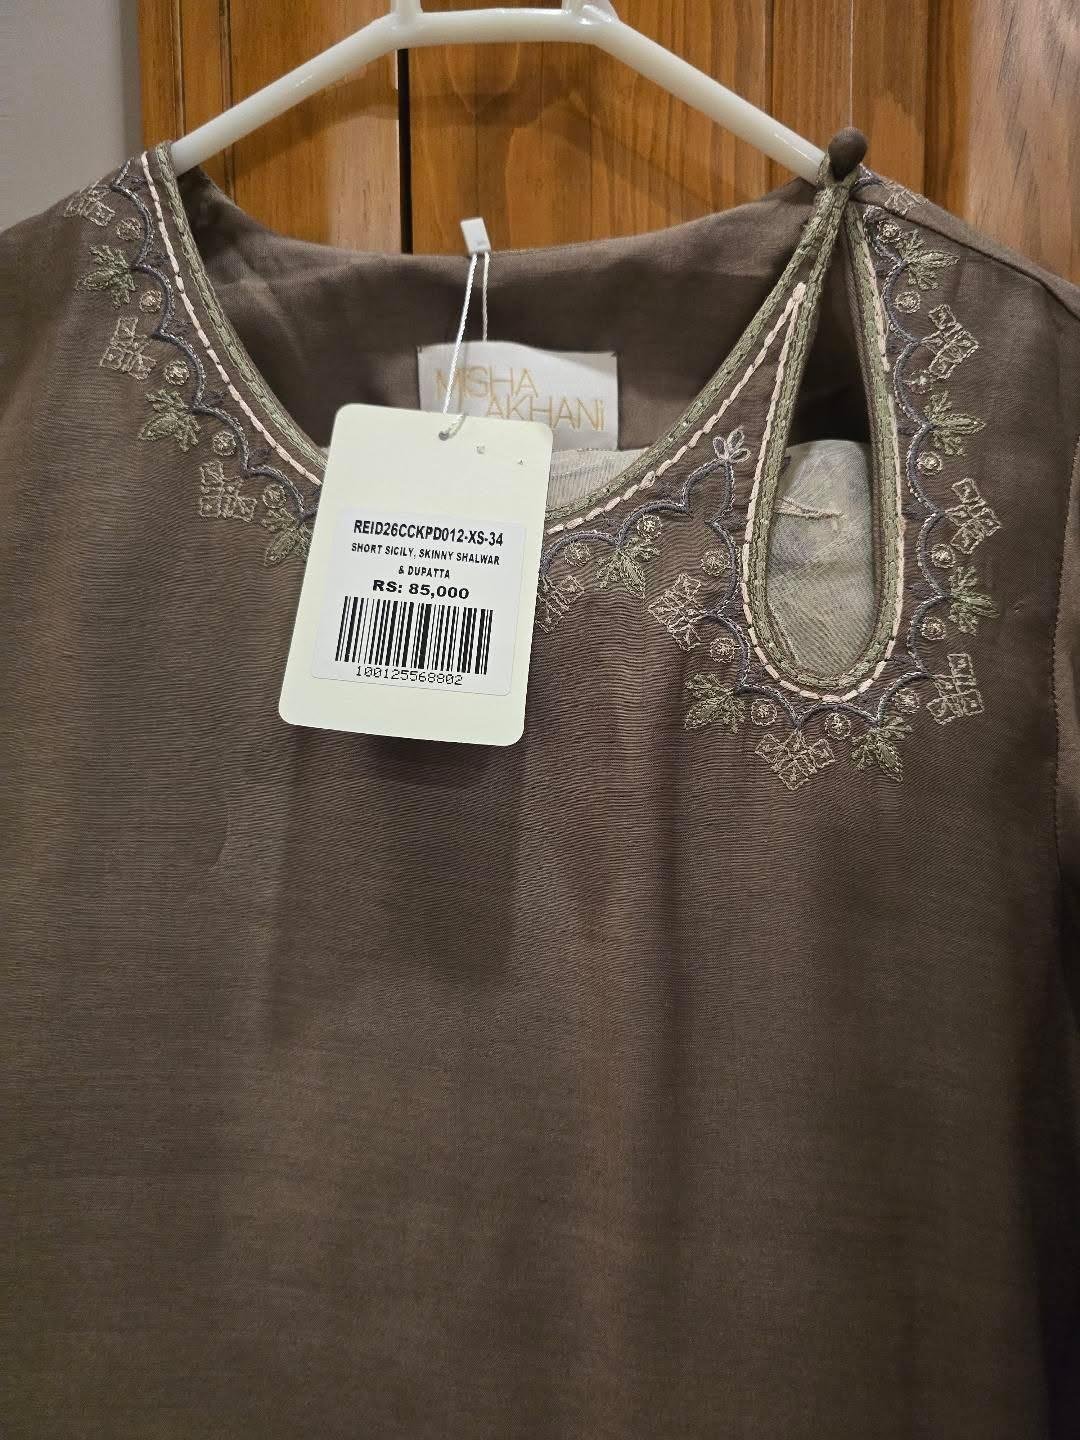 MISHA
LAKHANI
REID26CCKPD012-XS-34
SHORT SICILY, SKINNY SHALWAR
& DUPATTA
RS: 85,000
100125568802